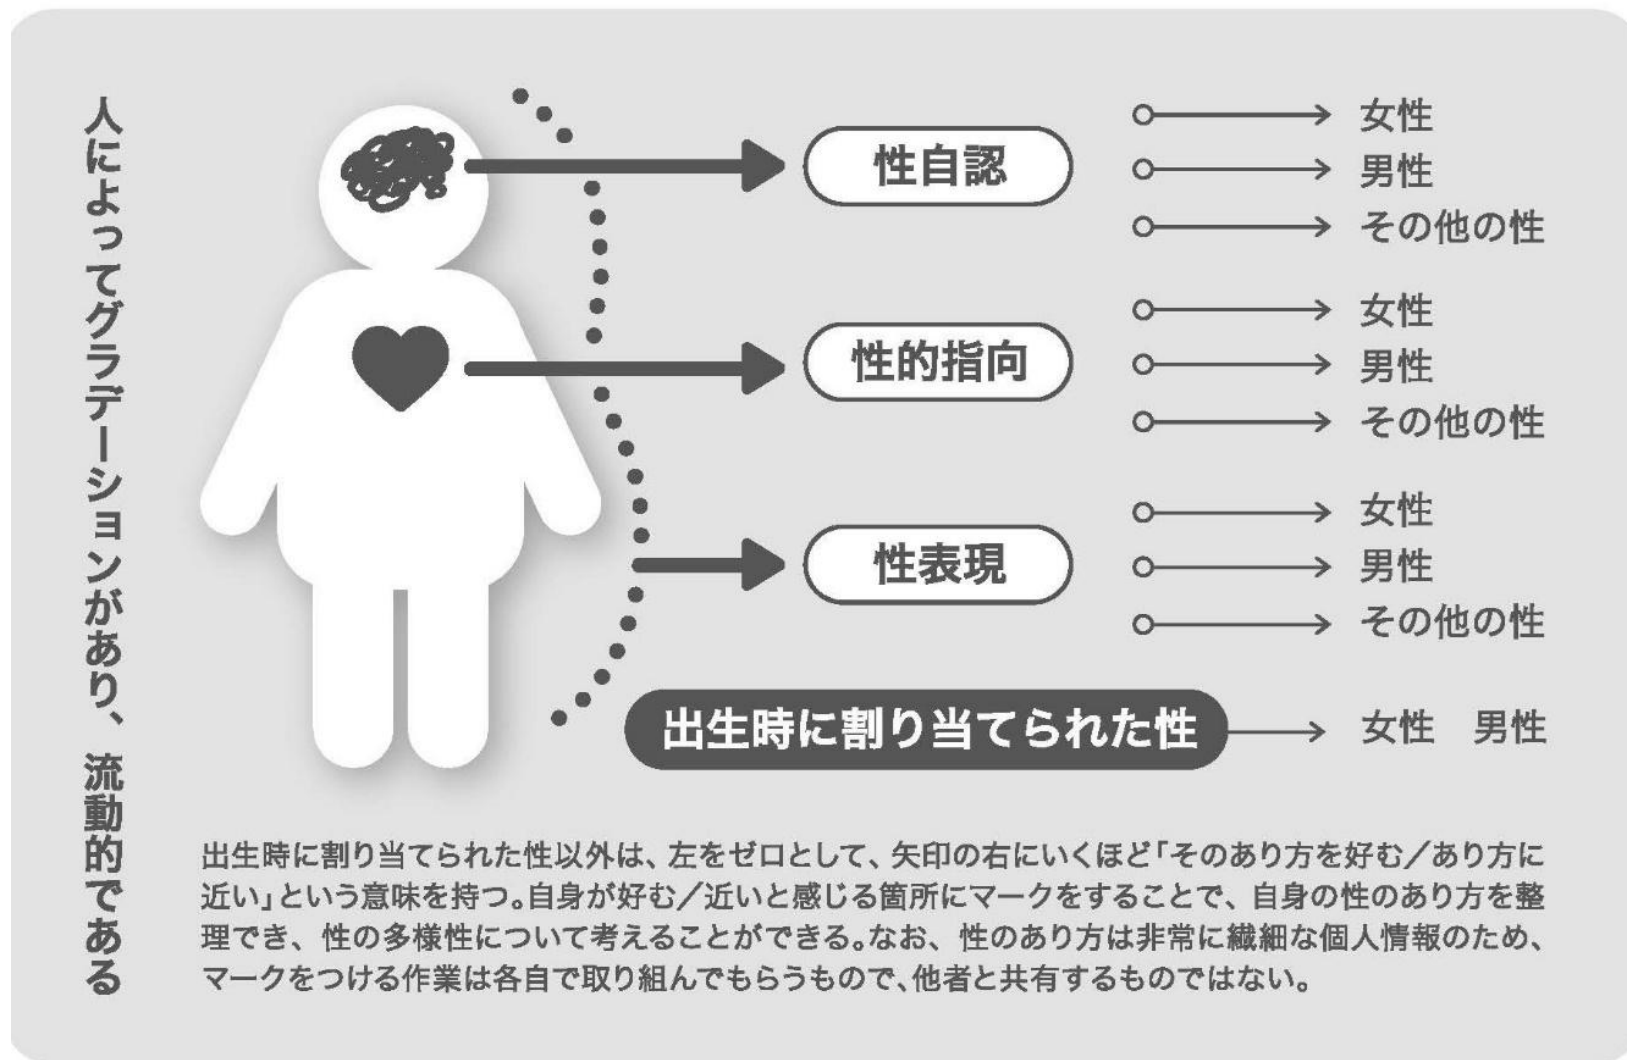 人によってグラデーションがあり、流動的である
性自認
女性
男性
その他の性
性的指向
女性
男性
その他の性
性表現
女性
男性
その他の性
出生時に割り当てられた性
女性　男性
出生時に割り当てられた性以外は、左をゼロとして、矢印の右にいくほど「そのあり方を好む／あり方に
近い」という意味を持つ。自身が好む／近いと感じる箇所にマークをすることで、自身の性のあり方を整
理でき、性の多様性について考えることができる。なお、性のあり方は非常に繊細な個人情報のため、
マークをつける作業は各自で取り組んでもらうもので、他者と共有するものではない。